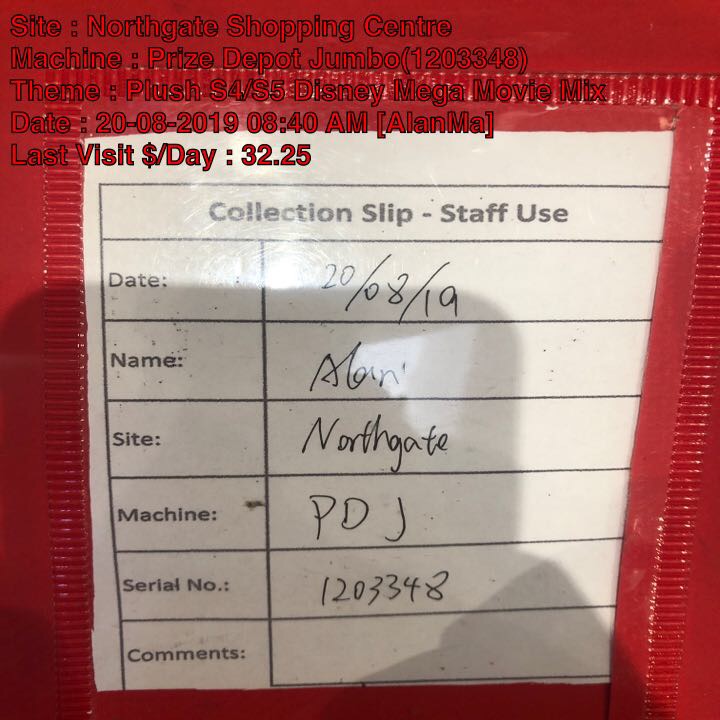 Site : Northgate Shopping Centre
Machine : Prize Depot Jumbo(1203348)
Theme : Plush S4/S5 Disney Mega Movie Mix
Date : 20-08-2019 08:40 AM [AlanMa]
Last Visit $/Day : 32.25
Collection Slip - Staff Use
Date: 20/08/19
Name: Alan
Site: Northgate
Machine: PDJ
Serial No.: 1203348
Comments: